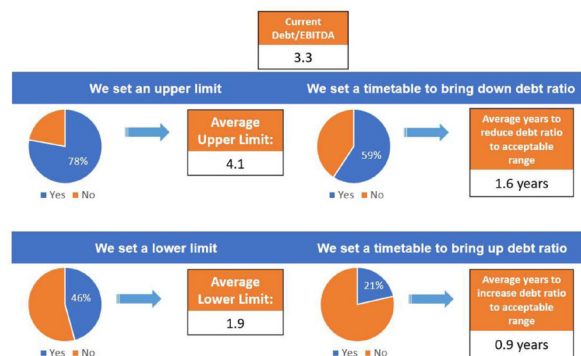 Current
Debt/EBITDA
3.3
We set an upper limit
We set a timetable to bring down debt ratio
78%
Yes No
Average
Upper Limit:
4.1
59%
Yes No
Average years to
reduce debt ratio
to acceptable
range
1.6 years
We set a lower limit
We set a timetable to bring up debt ratio
46%
Yes No
Average
Lower Limit:
1.9
21%
Yes No
Average years to
increase debt ratio
to acceptable
range
0.9 years